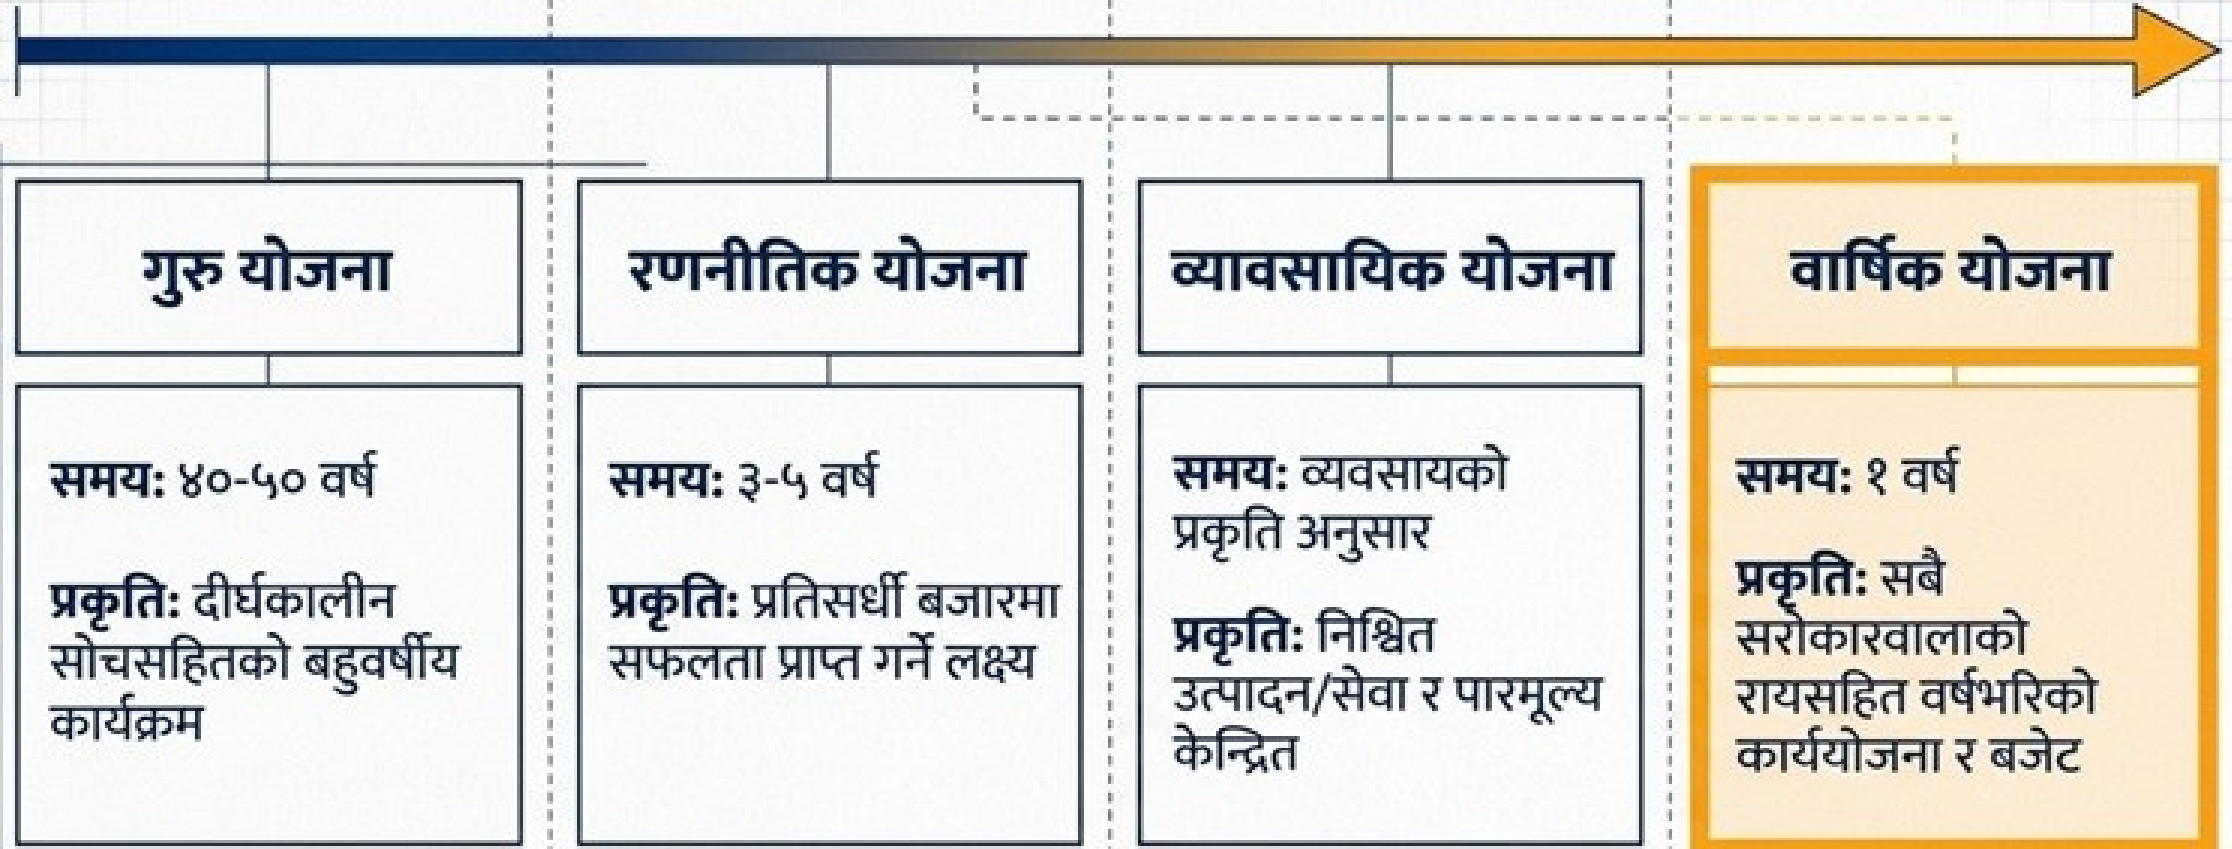 गुरु योजना
समय: ४०-५० वर्ष
प्रकृति: दीर्घकालीन
सोचसहितको बहुवर्षीय
कार्यक्रम
रणनीतिक योजना
समय: ३-५ वर्ष
प्रकृति: प्रतिसर्धी बजारमा
सफलता प्राप्त गर्ने लक्ष्य
व्यावसायिक योजना
समय: व्यवसायको
प्रकृति अनुसार
प्रकृति: निश्चित
उत्पादन/सेवा र पारमूल्य
केन्द्रित
वार्षिक योजना
समय: १ वर्ष
प्रकृति: सबै
सरोकारवालाको
रायसहित वर्षभरिको
कार्ययोजना र बजेट